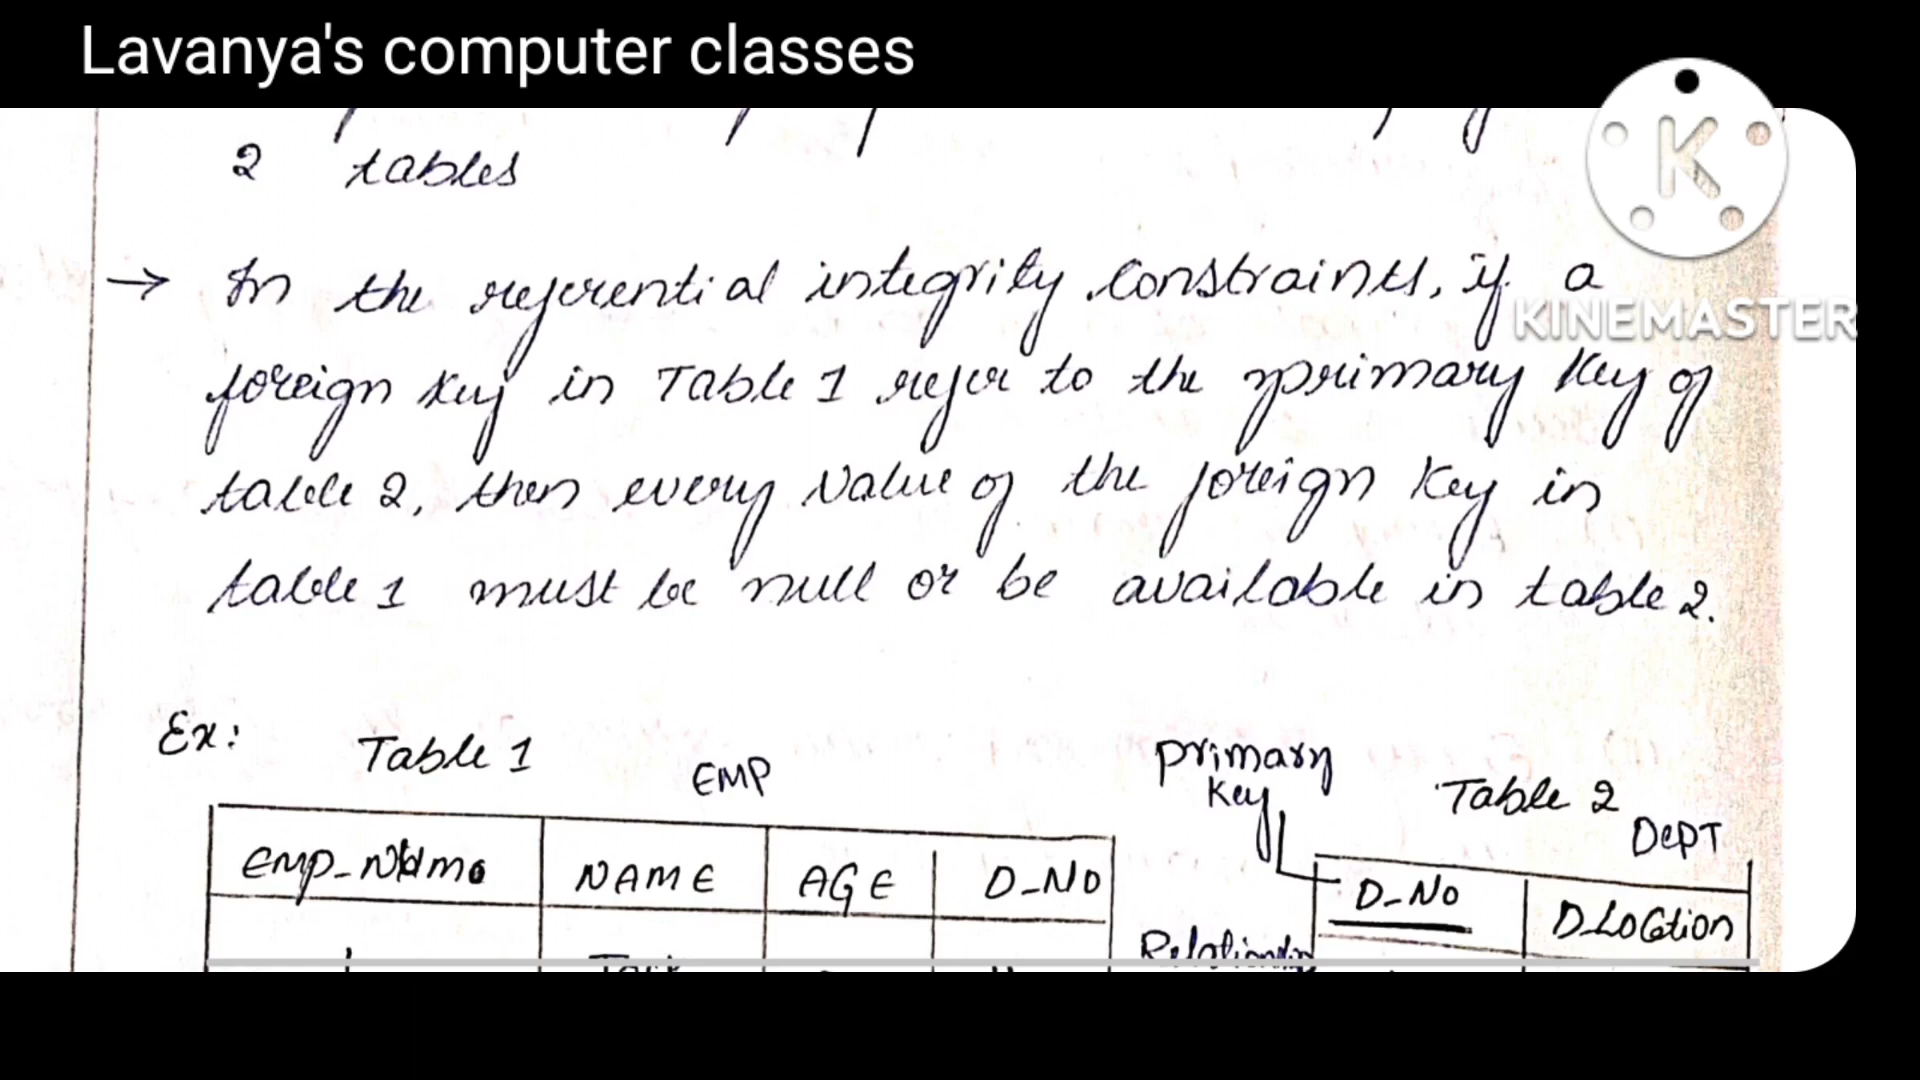 Lavanya's computer classes
K
KINEMASTER
2 tables
→ In the referential integrity constraints, if a
foreign key in Table 1 refer to the primary key of
table 2, then every value of the foreign key in
table 1 must be null or be available in table 2.
Ex:
Table 1
EMP
primary
key
Table 2
DePT
NAME
AGE
D_NO
D_No
Relationship